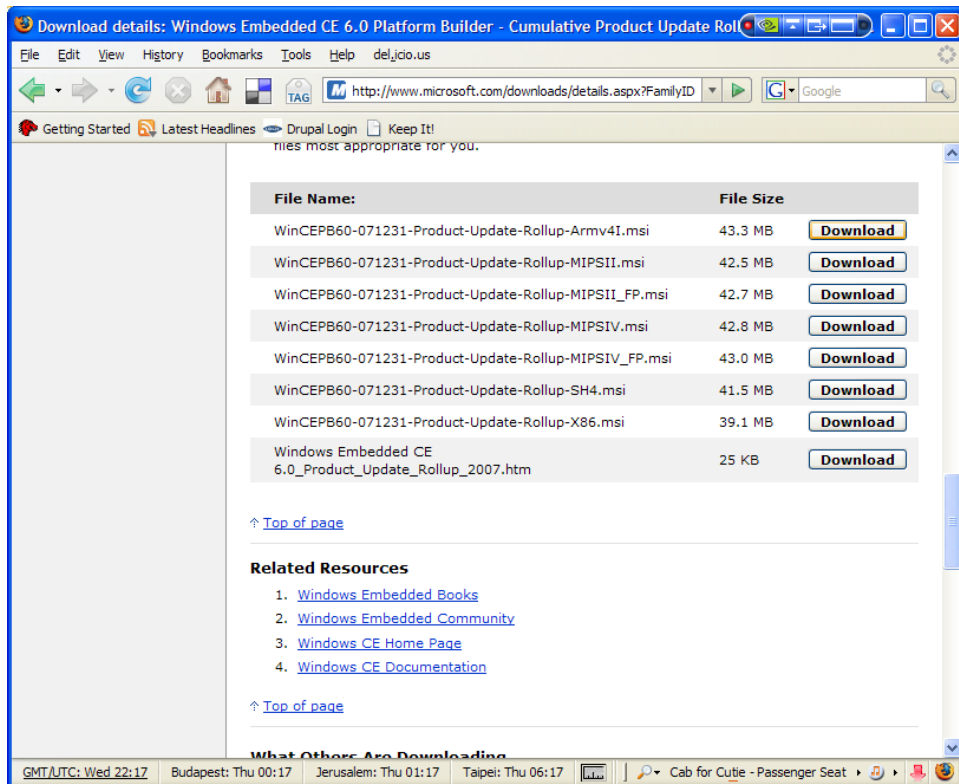 Download details: Windows Embedded CE 6.0 Platform Builder - Cumulative Product Update Roll
File Edit View History Bookmarks Tools Help del.icio.us
TAG http://www.microsoft.com/downloads/details.aspx?FamilyID G Google
Getting Started Latest Headlines Drupal Login Keep It!
files most appropriate for you.
File Name: File Size
WinCEPB60-071231-Product-Update-Rollup-Armv4I.msi 43.3 MB Download
WinCEPB60-071231-Product-Update-Rollup-MIPSII.msi 42.5 MB Download
WinCEPB60-071231-Product-Update-Rollup-MIPSII_FP.msi 42.7 MB Download
WinCEPB60-071231-Product-Update-Rollup-MIPSIV.msi 42.8 MB Download
WinCEPB60-071231-Product-Update-Rollup-MIPSIV_FP.msi 43.0 MB Download
WinCEPB60-071231-Product-Update-Rollup-SH4.msi 41.5 MB Download
WinCEPB60-071231-Product-Update-Rollup-X86.msi 39.1 MB Download
Windows Embedded CE
6.0_Product_Update_Rollup_2007.htm 25 KB Download
Top of page
Related Resources
1. Windows Embedded Books
2. Windows Embedded Community
3. Windows CE Home Page
4. Windows CE Documentation
Top of page
What Others Are Downloading
GMT/UTC: Wed 22:17 Budapest: Thu 00:17 Jerusalem: Thu 01:17 Taipei: Thu 06:17 Cab for Cutie - Passenger Seat